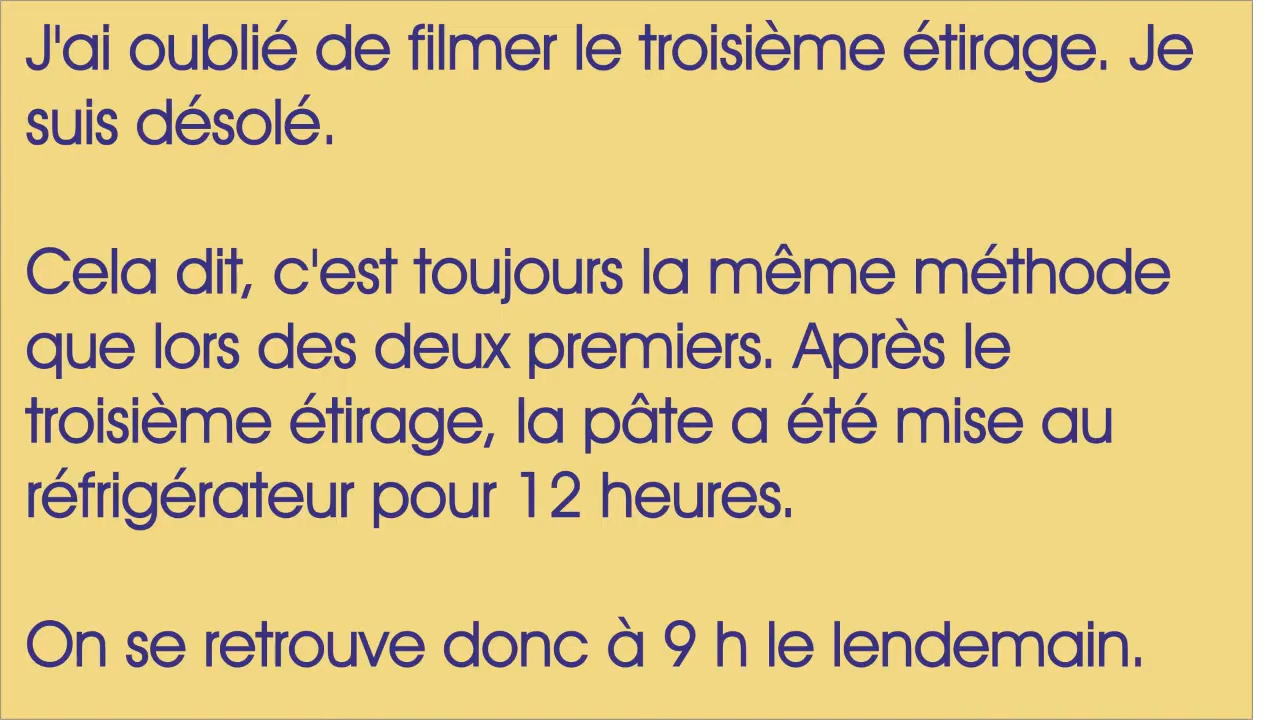 J'ai oublié de filmer le troisième étirage. Je
suis désolé.
Cela dit, c'est toujours la même méthode
que lors des deux premiers. Après le
troisième étirage, la pâte a été mise au
réfrigérateur pour 12 heures.
On se retrouve donc à 9 h le lendemain.